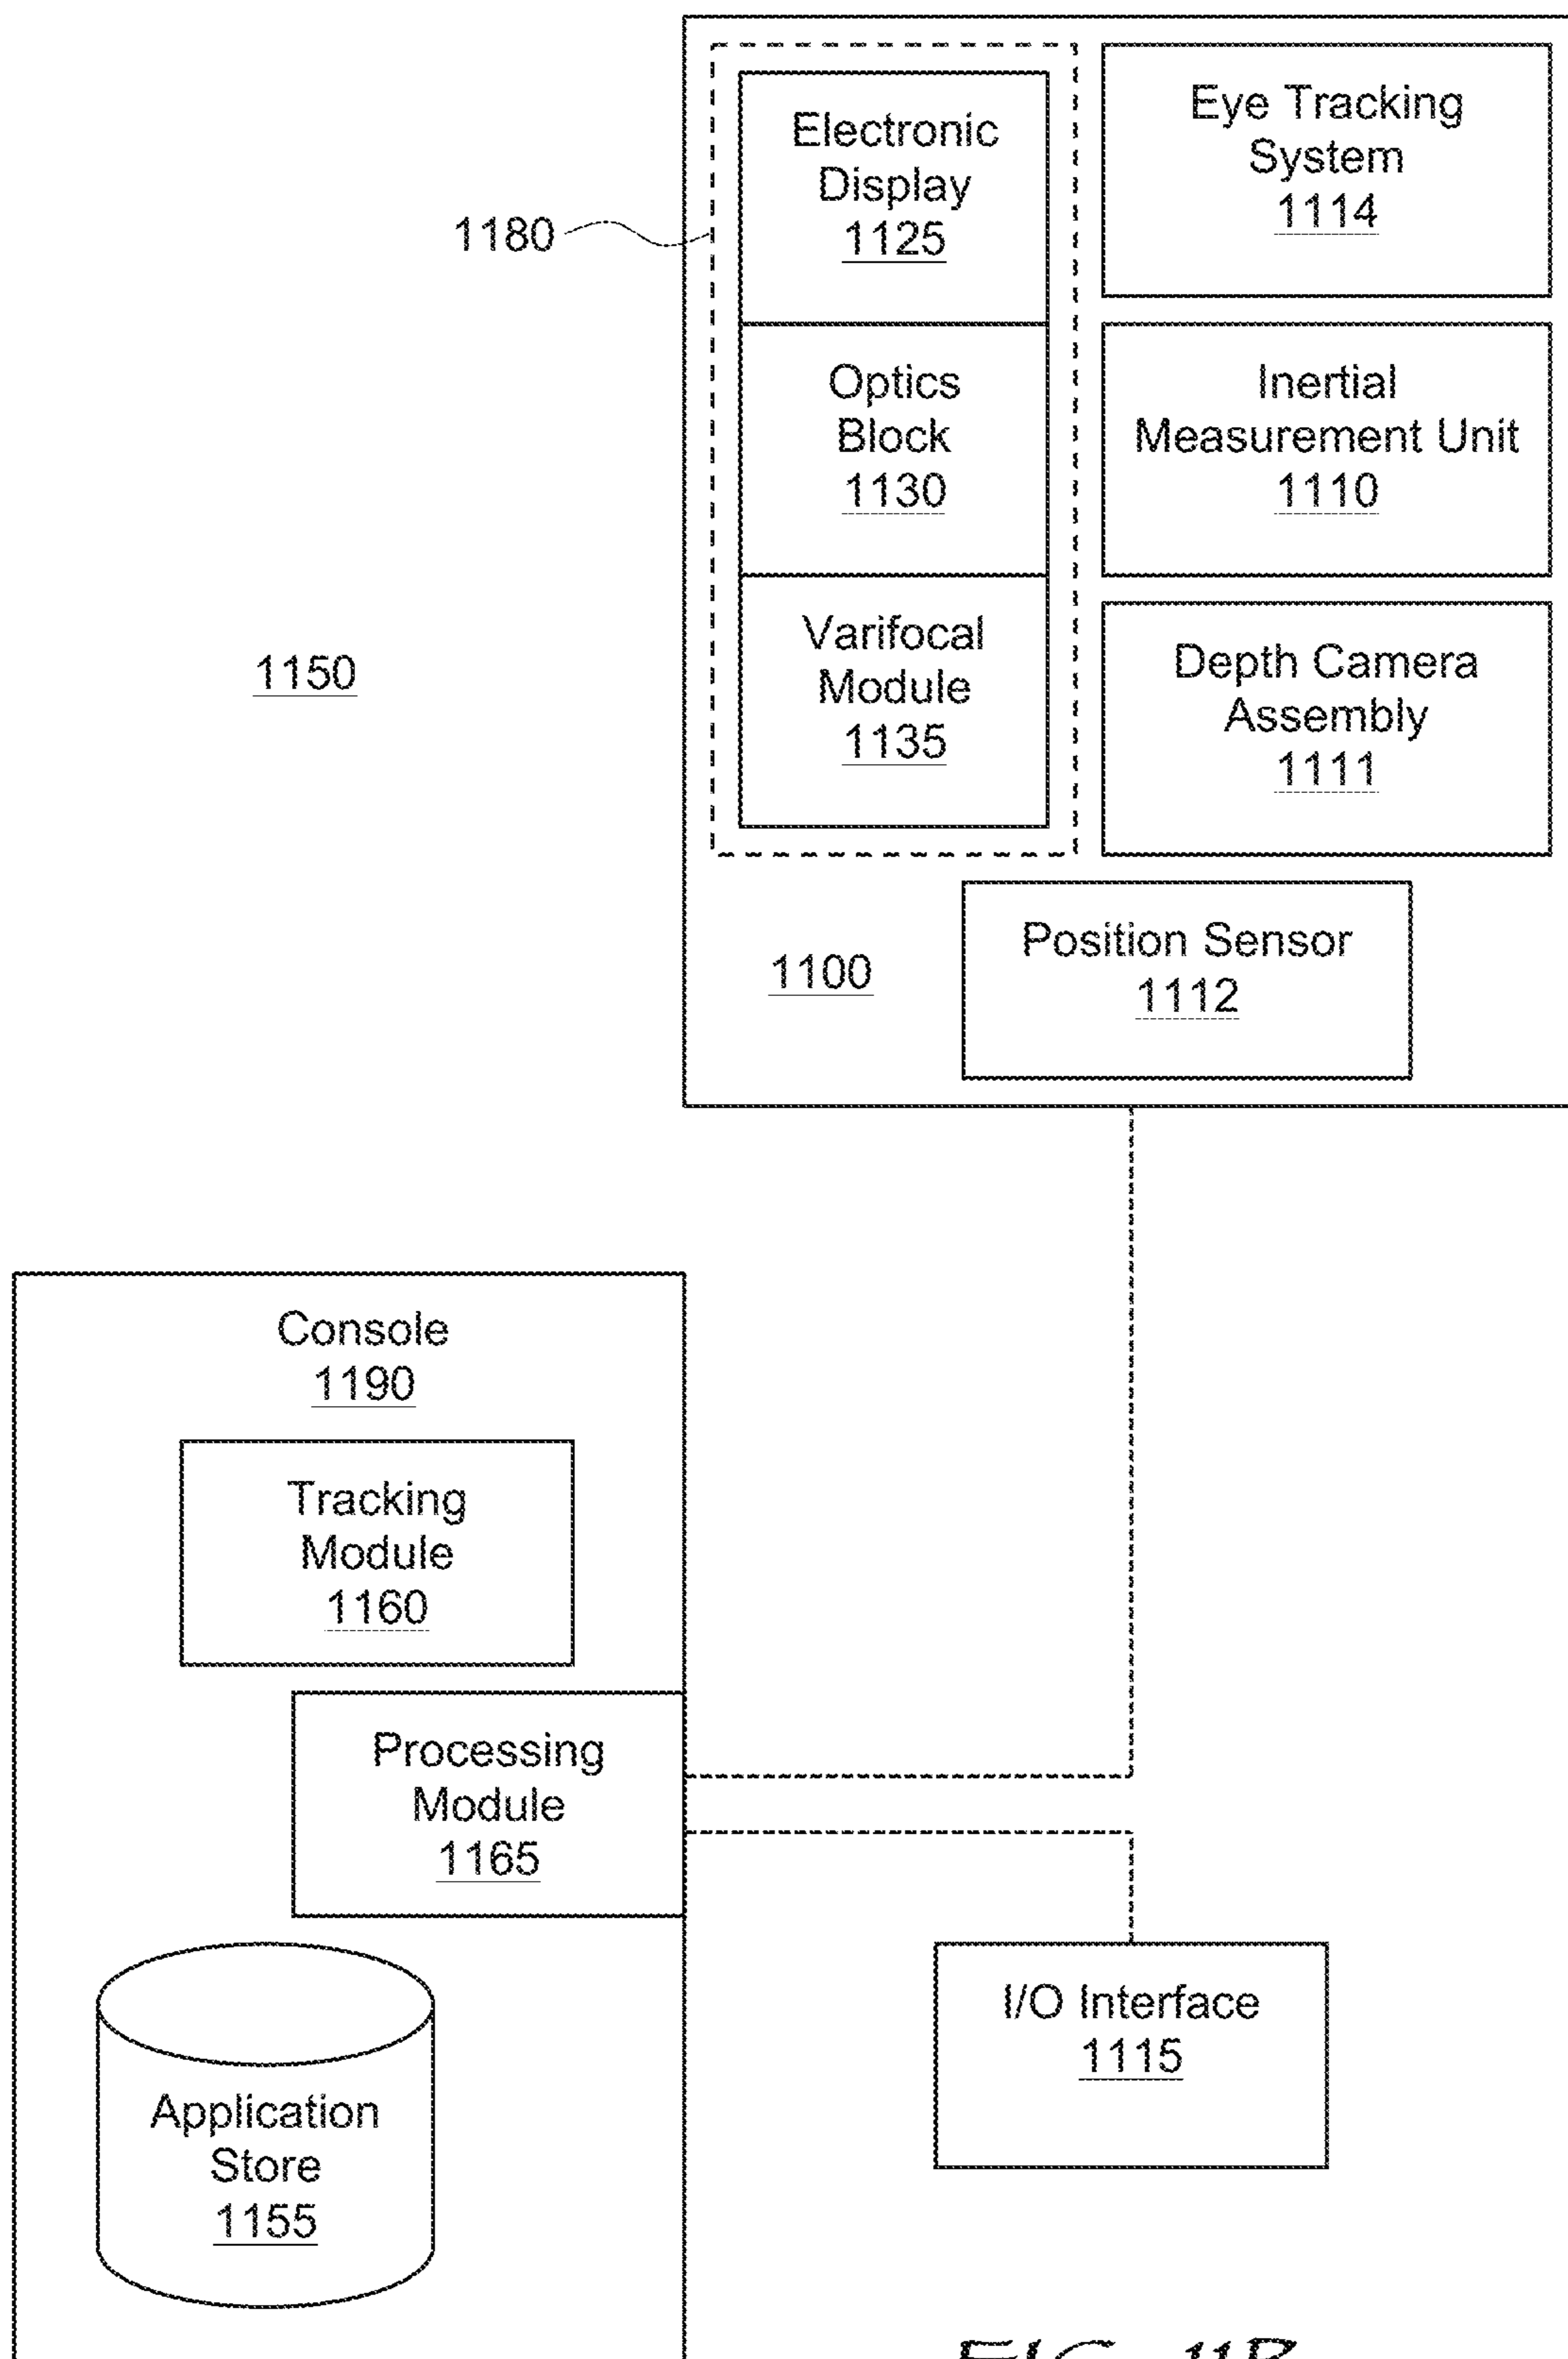 Electronic
Display
1125
Eye Tracking
System
1114
1180
Optics
Block
1130
Inertial
Measurement Unit
1110
Varifocal
Module
1135
Depth Camera
Assembly
1111
1150
Position Sensor
1112
1100
Console
1190
Tracking
Module
1160
Processing
Module
1165
I/O Interface
1115
Application
Store
1155
FIG. 11B